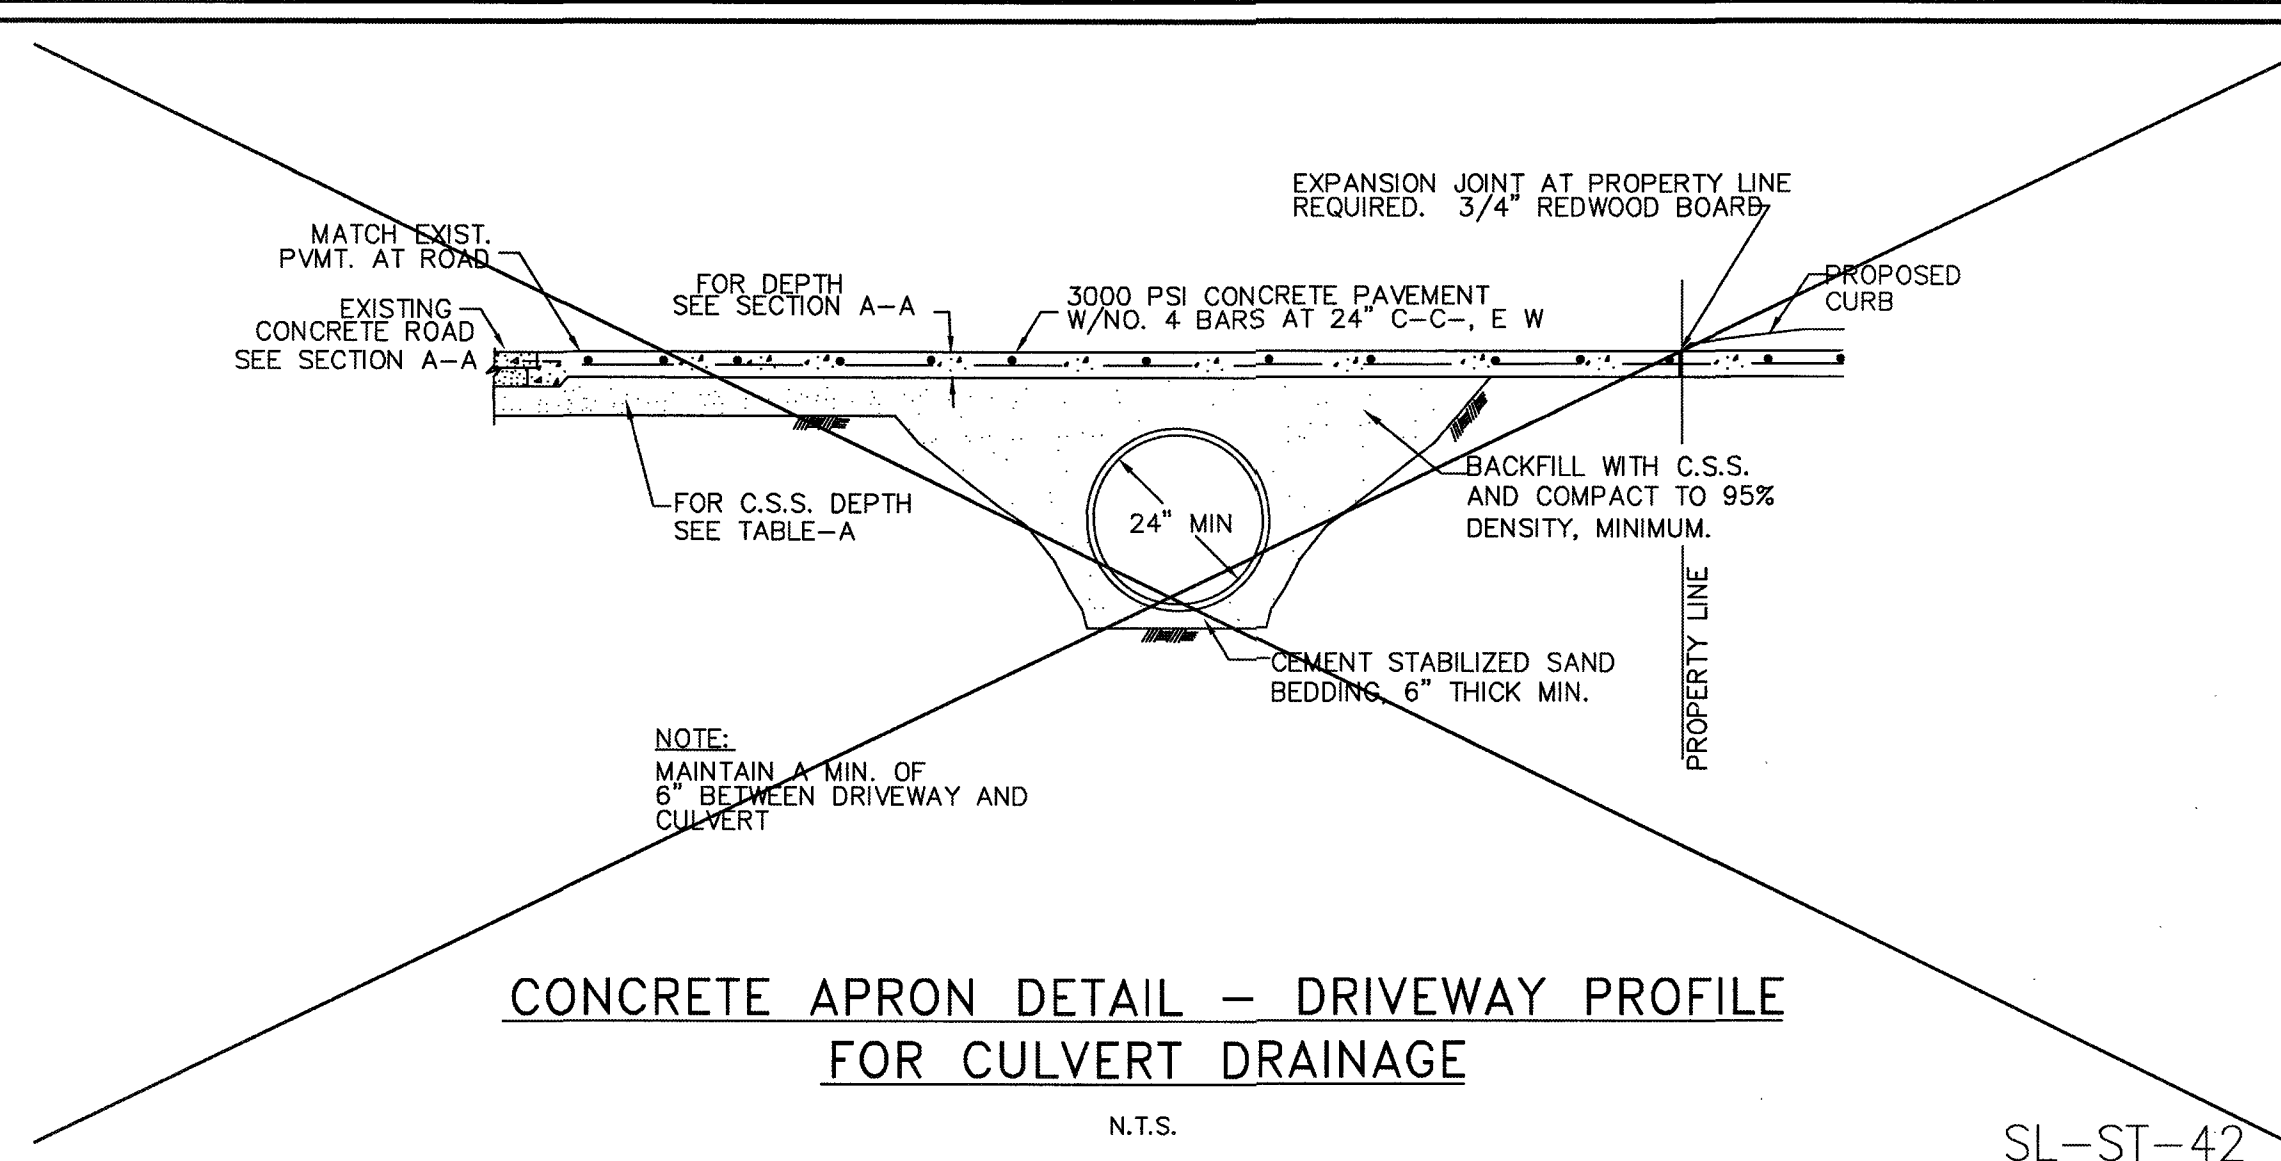 EXPANSION JOINT AT PROPERTY LINE
REQUIRED. 3/4" REDWOOD BOARD
MATCH EXIST.
PVMT. AT ROAD
EXISTING
CONCRETE ROAD
SEE SECTION A-A
FOR DEPTH
SEE SECTION A-A
3000 PSI CONCRETE PAVEMENT
W/NO. 4 BARS AT 24" C-C-, E W
PROPOSED
CURB
FOR C.S.S. DEPTH
SEE TABLE-A
24" MIN
BACKFILL WITH C.S.S.
AND COMPACT TO 95%
DENSITY, MINIMUM.
PROPERTY LINE
CEMENT STABILIZED SAND
BEDDING, 6" THICK MIN.
NOTE:
MAINTAIN A MIN. OF
6" BETWEEN DRIVEWAY AND
CULVERT
CONCRETE APRON DETAIL - DRIVEWAY PROFILE
FOR CULVERT DRAINAGE
N.T.S.
SL-ST-42